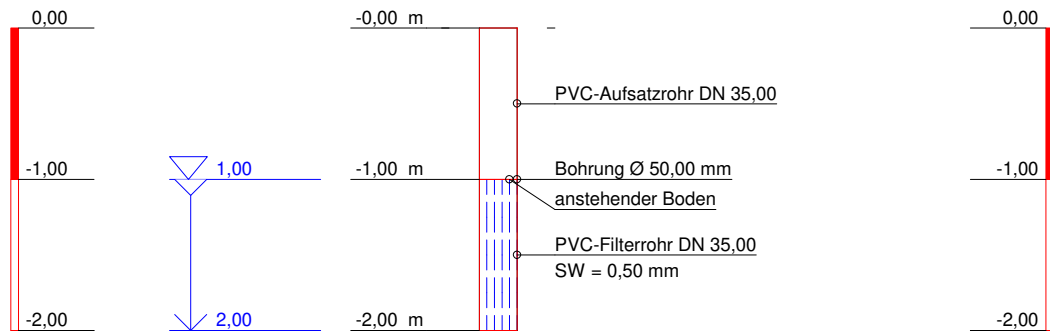 0,00
-0,00 m
0,00
PVC-Aufsatzrohr DN 35,00
-1,00
1,00
-1,00 m
Bohrung Ø 50,00 mm
-1,00
anstehender Boden
PVC-Filterrohr DN 35,00
SW = 0,50 mm
-2,00
2,00
-2,00 m
-2,00